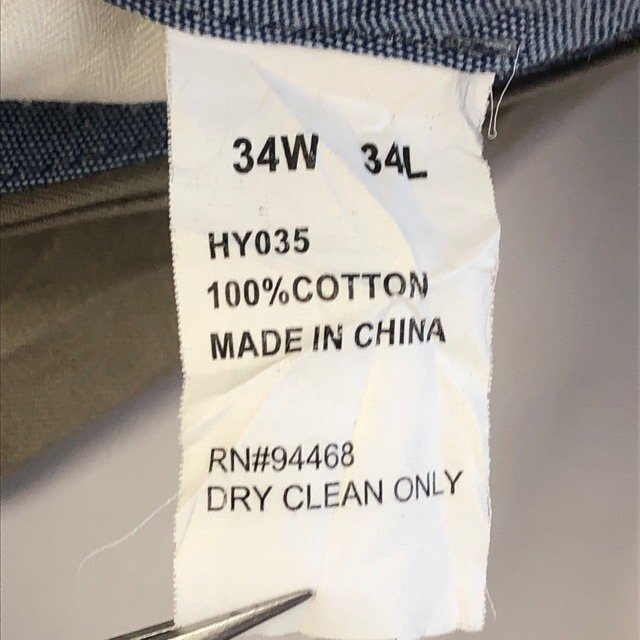 34W 34L
HY035
100%COTTON
MADE IN CHINA
RN#94468
DRY CLEAN ONLY